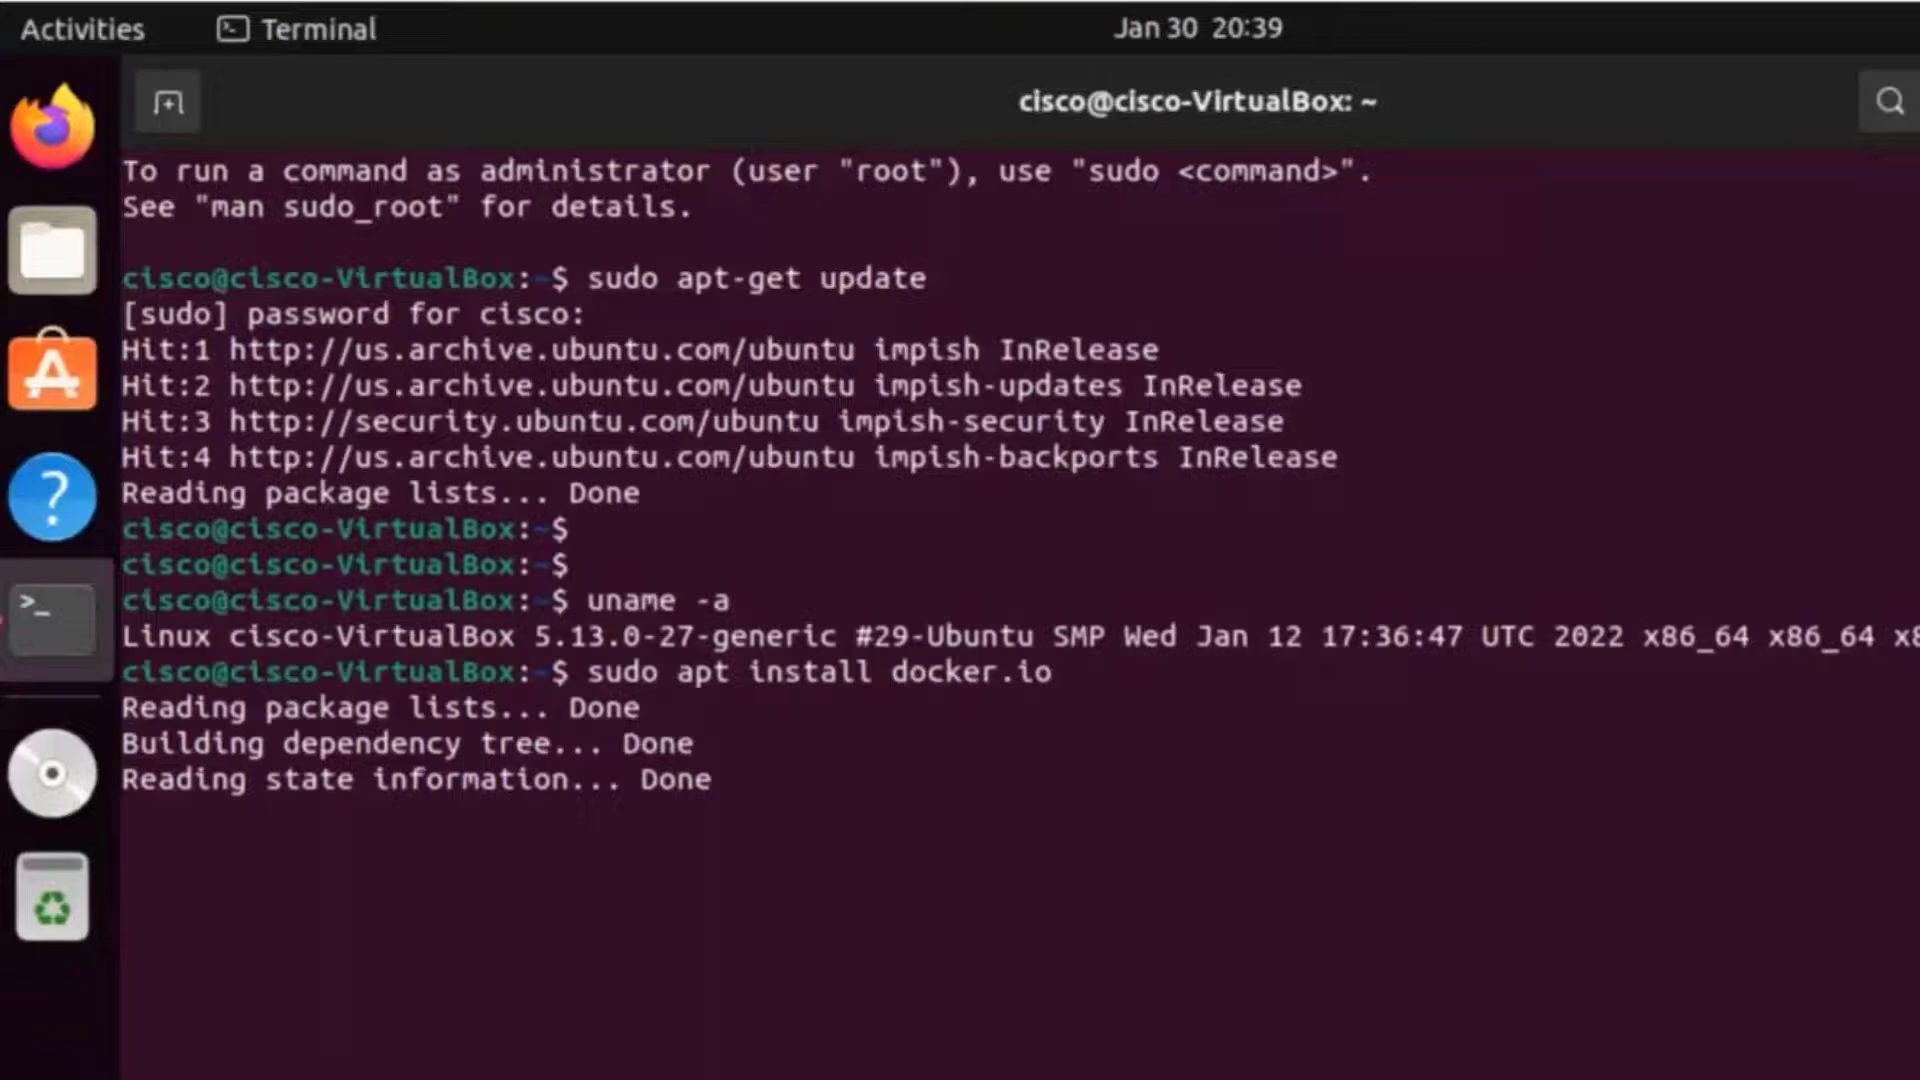 Activities
Terminal
Jan 30 20:39
cisco@cisco-VirtualBox: ~
To run a command as administrator (user "root"), use "sudo <command>".
See "man sudo_root" for details.
cisco@cisco-VirtualBox:~$ sudo apt-get update
[sudo] password for cisco:
Hit:1 http://us.archive.ubuntu.com/ubuntu impish InRelease
Hit:2 http://us.archive.ubuntu.com/ubuntu impish-updates InRelease
Hit:3 http://security.ubuntu.com/ubuntu impish-security InRelease
Hit:4 http://us.archive.ubuntu.com/ubuntu impish-backports InRelease
Reading package lists... Done
cisco@cisco-VirtualBox:~$
cisco@cisco-VirtualBox:~$
cisco@cisco-VirtualBox:~$ uname -a
Linux cisco-VirtualBox 5.13.0-27-generic #29-Ubuntu SMP Wed Jan 12 17:36:47 UTC 2022 x86_64 x86_64 x8
cisco@cisco-VirtualBox:~$ sudo apt install docker.io
Reading package lists... Done
Building dependency tree... Done
Reading state information... Done